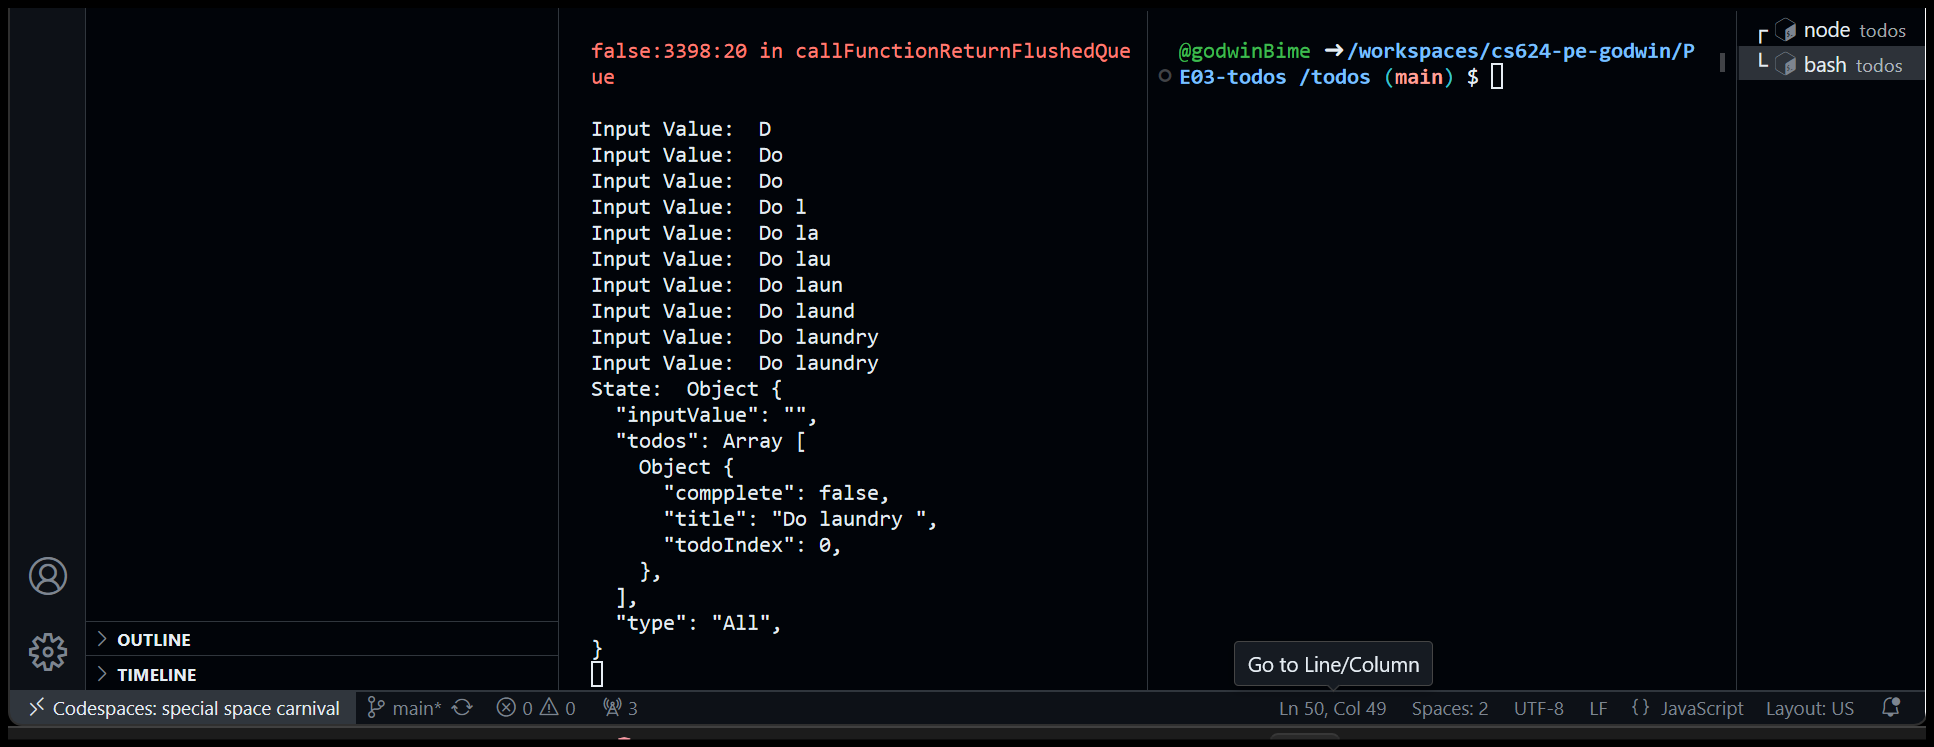 false:3398:20 in callFunctionReturnFlushedQue
ue
Input Value:  D
Input Value:  Do
Input Value:  Do
Input Value:  Do l
Input Value:  Do la
Input Value:  Do lau
Input Value:  Do laun
Input Value:  Do laund
Input Value:  Do laundry
Input Value:  Do laundry
State:  Object {
  "inputValue": "",
  "todos": Array [
    Object {
      "compplete": false,
      "title": "Do laundry ",
      "todoIndex": 0,
    },
  ],
  "type": "All",
}
@godwinBime ➜/workspaces/cs624-pe-godwin/P
E03-todos /todos (main) $
node todos
bash todos
OUTLINE
TIMELINE
Go to Line/Column
Codespaces: special space carnival main* 0 0 3 Ln 50, Col 49 Spaces: 2 UTF-8 LF {} JavaScript Layout: US